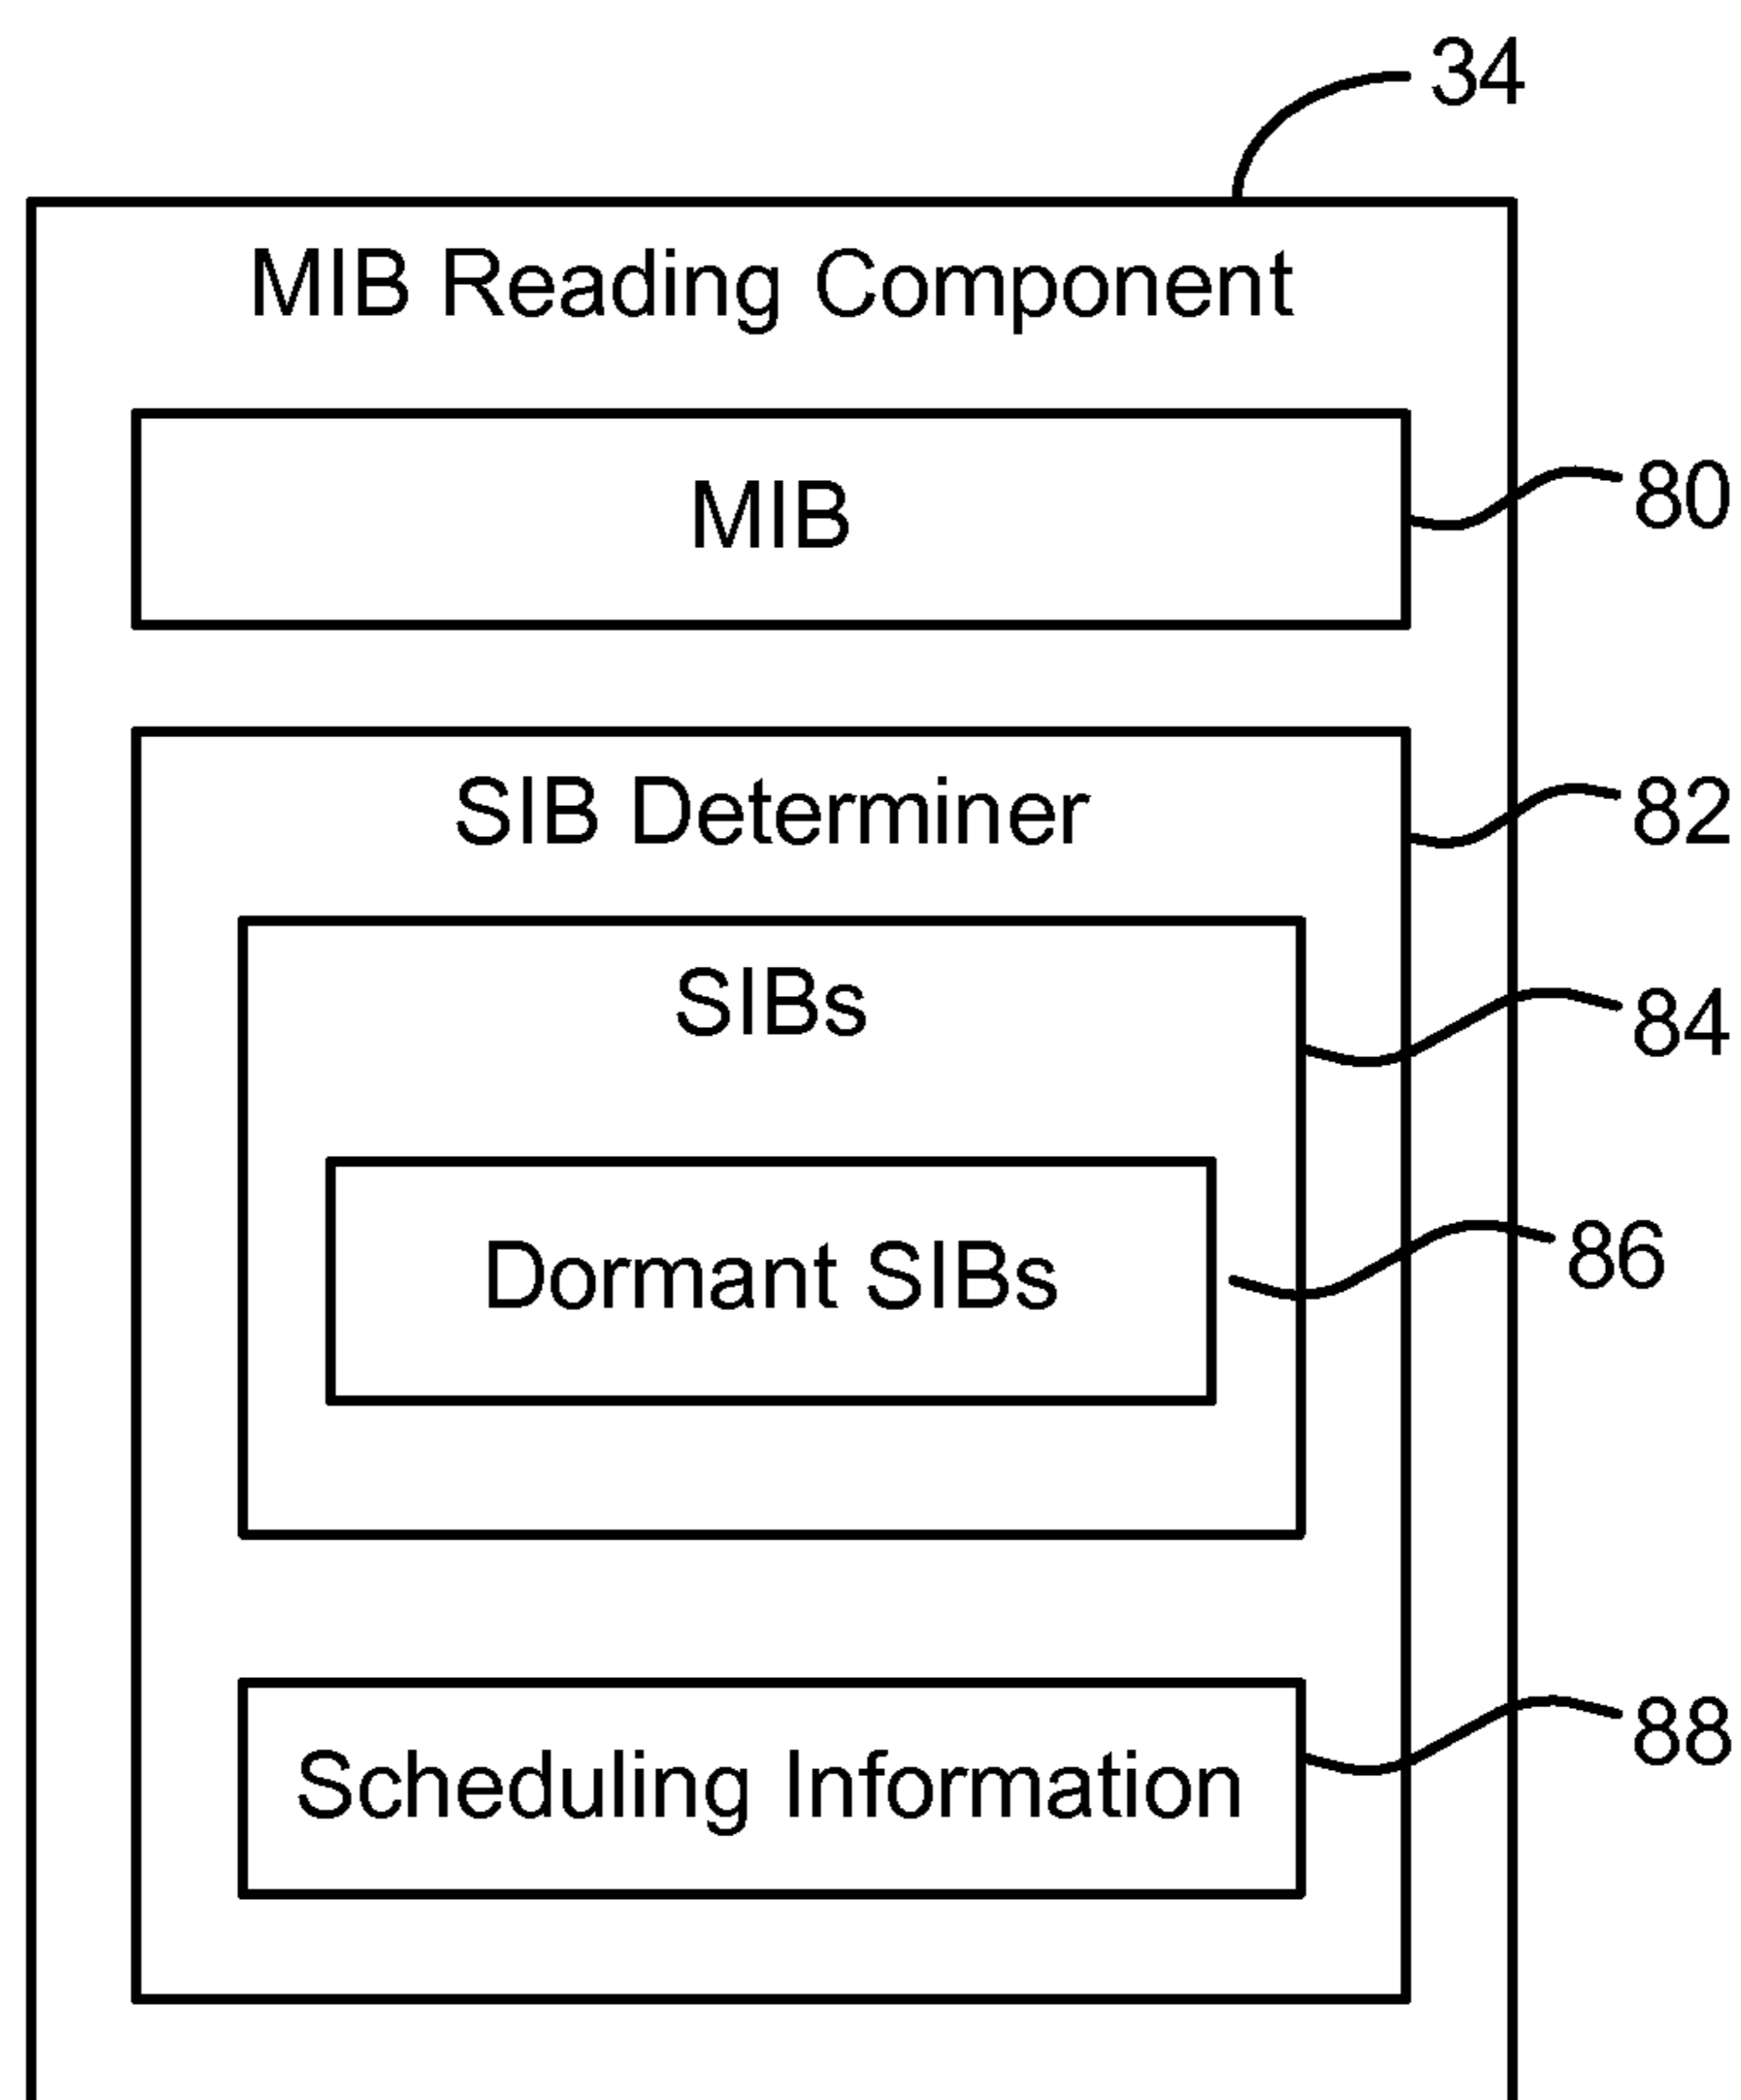 34
MIB Reading Component
MIB
80
SIB Determiner
82
SIBs
84
Dormant SIBs
86
Scheduling Information
88